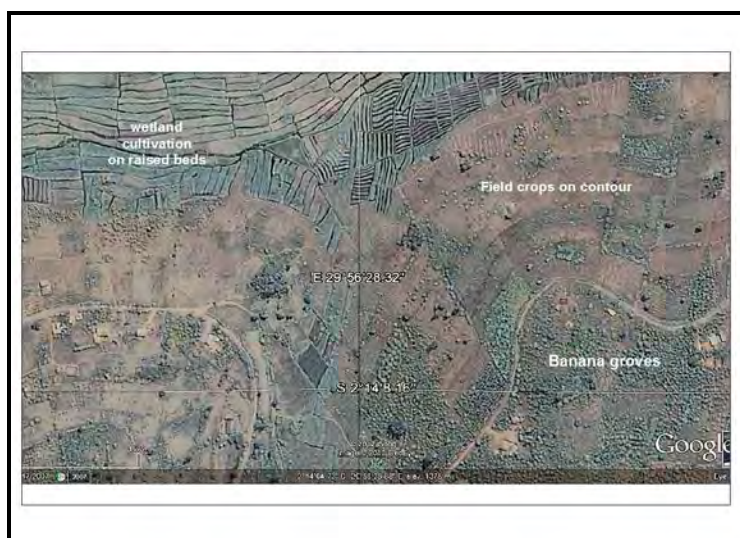 wetland
cultivation
on raised beds
Field crops on contour
E 29°56'28.32"
Banana groves
S 2°14'8.16"
Google